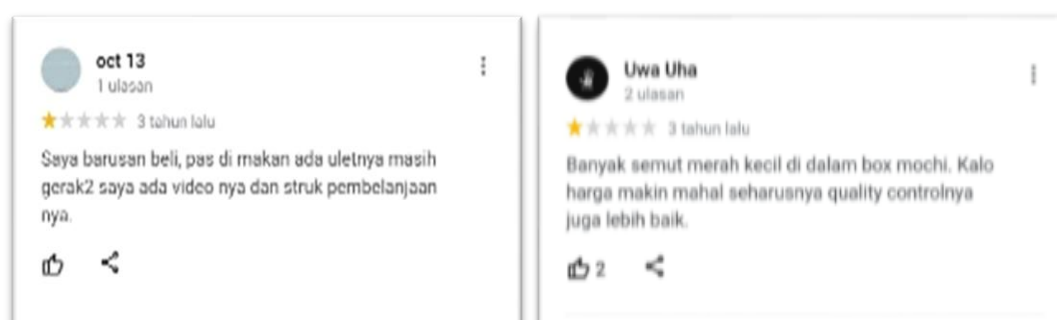 oct 13
1 ulasan
3 tahun lalu
Saya barusan beli, pas di makan ada uletnya masih
gerak2 saya ada video nya dan struk pembelanjaan
nya.
Uwa Uha
2 ulasan
3 tahun lalu
Banyak semut merah kecil di dalam box mochi. Kalo
harga makin mahal seharusnya quality controlnya
juga lebih baik.
2